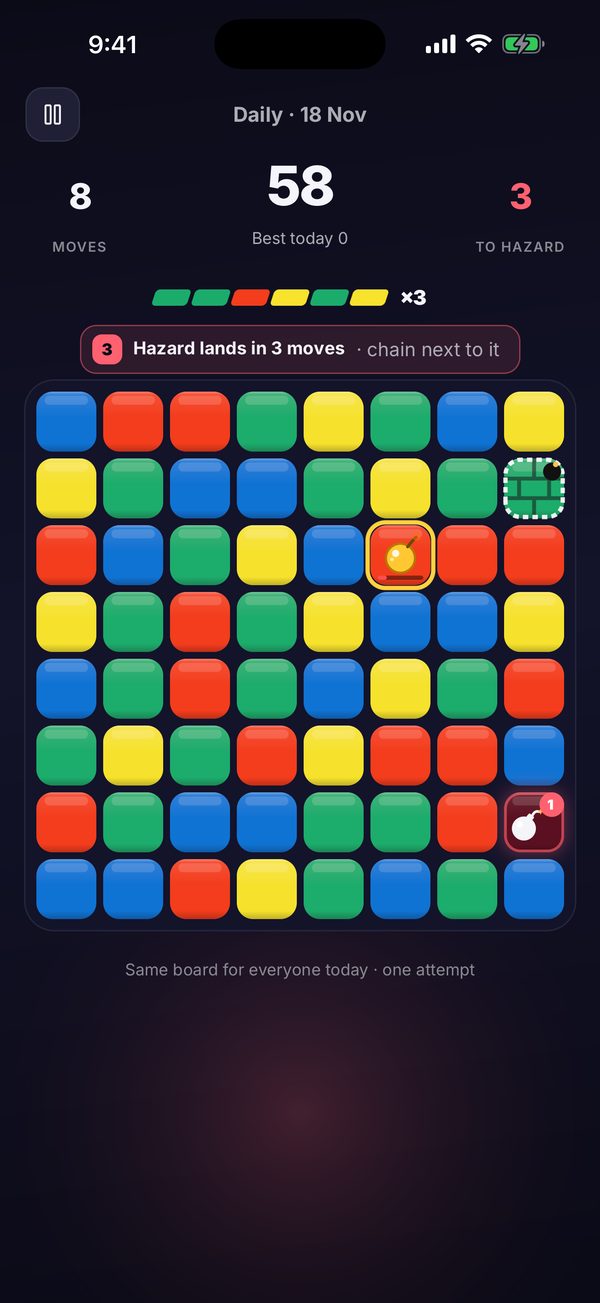 9:41
Daily · 18 Nov
8
58
3
MOVES
Best today 0
TO HAZARD
×3
3 Hazard lands in 3 moves · chain next to it
1
Same board for everyone today · one attempt